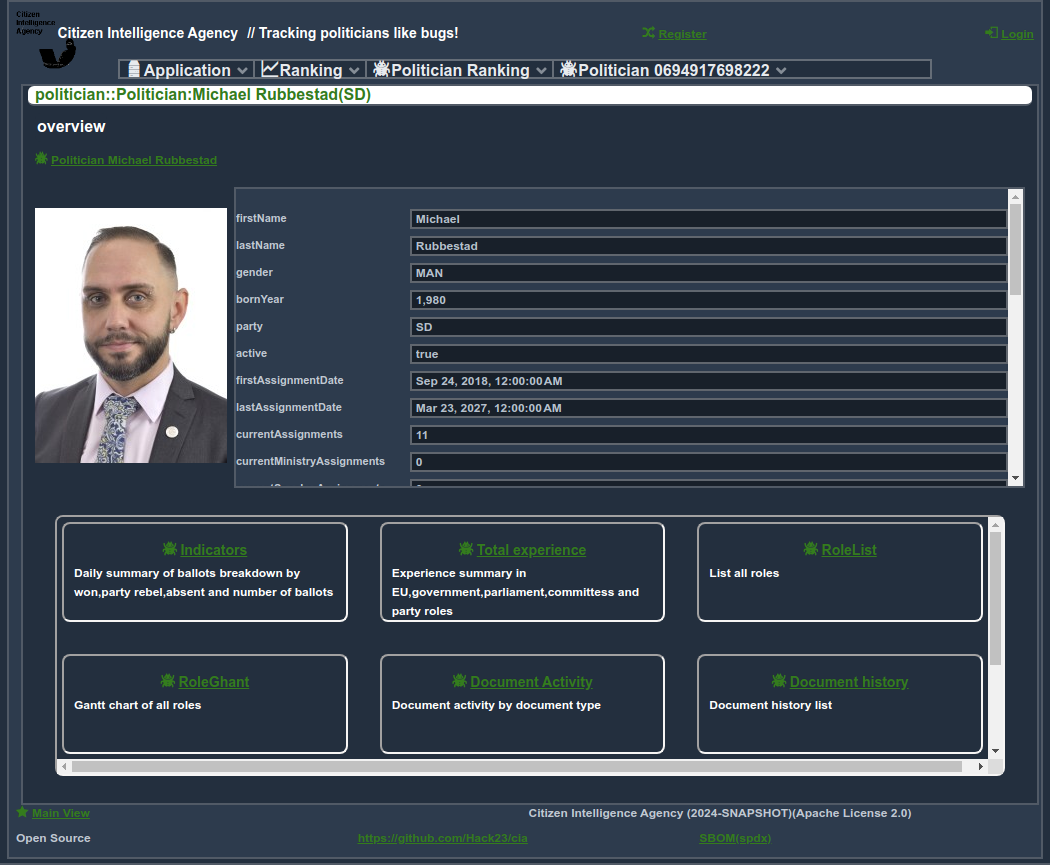 Citizen
Intelligence
Agency
Citizen Intelligence Agency // Tracking politicians like bugs!
Register
Login
Application
Ranking
Politician Ranking
Politician 0694917698222
politician::Politician:Michael Rubbestad(SD)
overview
Politician Michael Rubbestad
firstName Michael
lastName Rubbestad
gender MAN
bornYear 1,980
party SD
active true
firstAssignmentDate Sep 24, 2018, 12:00:00 AM
lastAssignmentDate Mar 23, 2027, 12:00:00 AM
currentAssignments 11
currentMinistryAssignments 0
Indicators
Daily summary of ballots breakdown by
won,party rebel,absent and number of ballots
Total experience
Experience summary in
EU,government,parliament,committess and
party roles
RoleList
List all roles
RoleGhant
Gantt chart of all roles
Document Activity
Document activity by document type
Document history
Document history list
Main View
Citizen Intelligence Agency (2024-SNAPSHOT)(Apache License 2.0)
Open Source
https://github.com/Hack23/cia
SBOM(spdx)